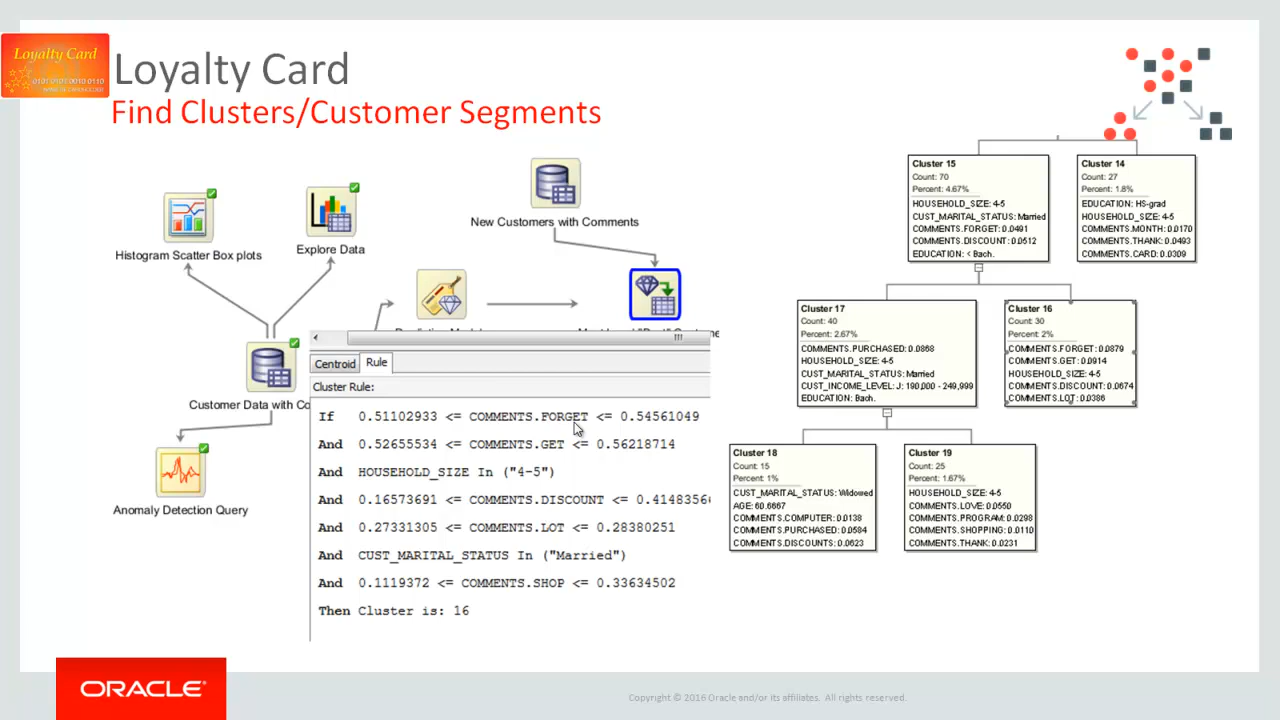 Loyalty Card
Loyalty Card
Find Clusters/Customer Segments
New Customers with Comments
Histogram Scatter Box plots
Explore Data
Customer Data with Co
Anomaly Detection Query
Centroid
Rule
Cluster Rule:
If 0.51102933 <= COMMENTS.FORGET <= 0.54561049
And 0.52655534 <= COMMENTS.GET <= 0.56218714
And HOUSEHOLD_SIZE In ("4-5")
And 0.16573691 <= COMMENTS.DISCOUNT <= 0.4148356
And 0.27331305 <= COMMENTS.LOT <= 0.28380251
And CUST_MARITAL_STATUS In ("Married")
And 0.1119372 <= COMMENTS.SHOP <= 0.33634502
Then Cluster is: 16
Cluster 15
Count: 70
Percent: 4.67%
HOUSEHOLD_SIZE: 4-5
CUST_MARITAL_STATUS: Married
COMMENTS.FORGET: 0.0491
COMMENTS.DISCOUNT: 0.0512
EDUCATION: < Bach.
Cluster 14
Count: 27
Percent: 1.8%
EDUCATION: HS-grad
HOUSEHOLD_SIZE: 4-5
COMMENTS.MONTH: 0.0170
COMMENTS.THANK: 0.0493
COMMENTS.CARD: 0.0309
Cluster 17
Count: 40
Percent: 2.67%
COMMENTS.PURCHASED: 0.0868
HOUSEHOLD_SIZE: 4-5
CUST_MARITAL_STATUS: Married
CUST_INCOME_LEVEL: J: 190,000 - 249,999
EDUCATION: Bach.
Cluster 16
Count: 30
Percent: 2%
COMMENTS.FORGET: 0.0879
COMMENTS.GET: 0.0914
HOUSEHOLD_SIZE: 4-5
COMMENTS.DISCOUNT: 0.0674
COMMENTS.LOT: 0.0386
Cluster 18
Count: 15
Percent: 1%
CUST_MARITAL_STATUS: Widowed
AGE: 60.6667
COMMENTS.COMPUTER: 0.0138
COMMENTS.PURCHASED: 0.0584
COMMENTS.DISCOUNTS: 0.0623
Cluster 19
Count: 25
Percent: 1.67%
HOUSEHOLD_SIZE: 4-5
COMMENTS.LOVE: 0.0550
COMMENTS.PROGRAM: 0.0298
COMMENTS.SHOPPING: 0.0110
COMMENTS.THANK: 0.0231
ORACLE
Copyright © 2016 Oracle and/or its affiliates. All rights reserved.